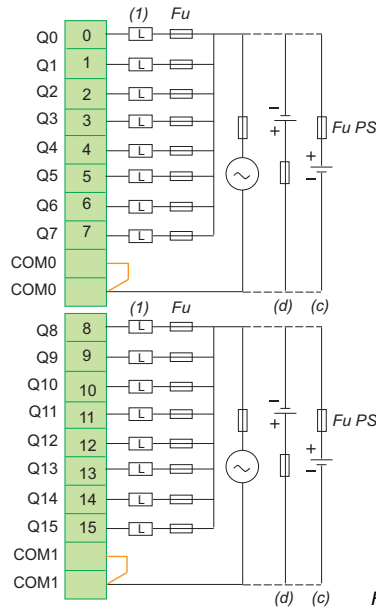 (1) Fu
Q0 0 L
Q1 1 L
Q2 2 L
Q3 3 L
Q4 4 L
Q5 5 L
Q6 6 L
Q7 7 L
− + + − Fu PS
COM0
COM0
(d) (c)
(1) Fu
Q8 8 L
Q9 9 L
Q10 10 L
Q11 11 L
Q12 12 L
Q13 13 L
Q14 14 L
Q15 15 L
− + + − Fu PS
COM1
COM1
(d) (c)